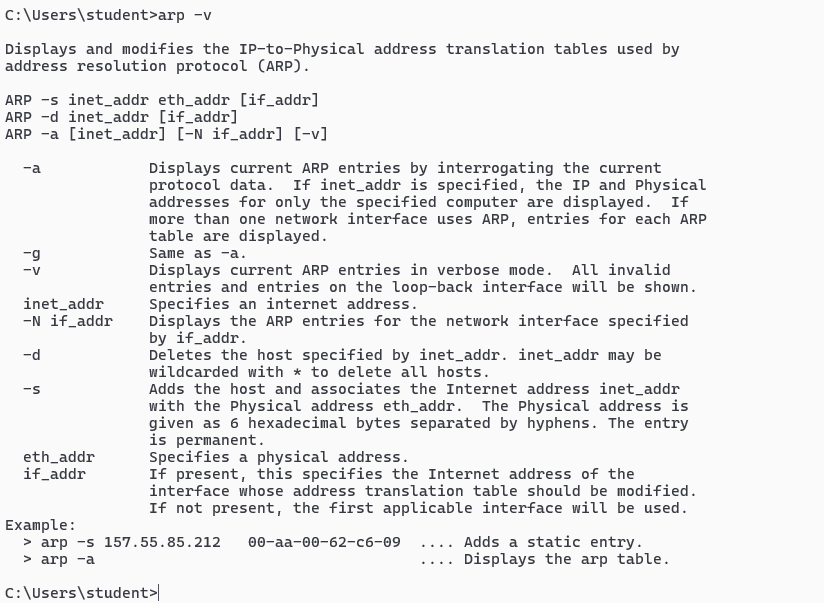 C:\Users\student>arp -v

Displays and modifies the IP-to-Physical address translation tables used by
address resolution protocol (ARP).

ARP -s inet_addr eth_addr [if_addr]
ARP -d inet_addr [if_addr]
ARP -a [inet_addr] [-N if_addr] [-v]

  -a            Displays current ARP entries by interrogating the current
                protocol data.  If inet_addr is specified, the IP and Physical
                addresses for only the specified computer are displayed.  If
                more than one network interface uses ARP, entries for each ARP
                table are displayed.
  -g            Same as -a.
  -v            Displays current ARP entries in verbose mode.  All invalid
                entries and entries on the loop-back interface will be shown.
  inet_addr     Specifies an internet address.
  -N if_addr    Displays the ARP entries for the network interface specified
                by if_addr.
  -d            Deletes the host specified by inet_addr. inet_addr may be
                wildcarded with * to delete all hosts.
  -s            Adds the host and associates the Internet address inet_addr
                with the Physical address eth_addr.  The Physical address is
                given as 6 hexadecimal bytes separated by hyphens. The entry
                is permanent.
  eth_addr      Specifies a physical address.
  if_addr       If present, this specifies the Internet address of the
                interface whose address translation table should be modified.
                If not present, the first applicable interface will be used.
Example:
  > arp -s 157.55.85.212   00-aa-00-62-c6-09  .... Adds a static entry.
  > arp -a                                    .... Displays the arp table.

C:\Users\student>